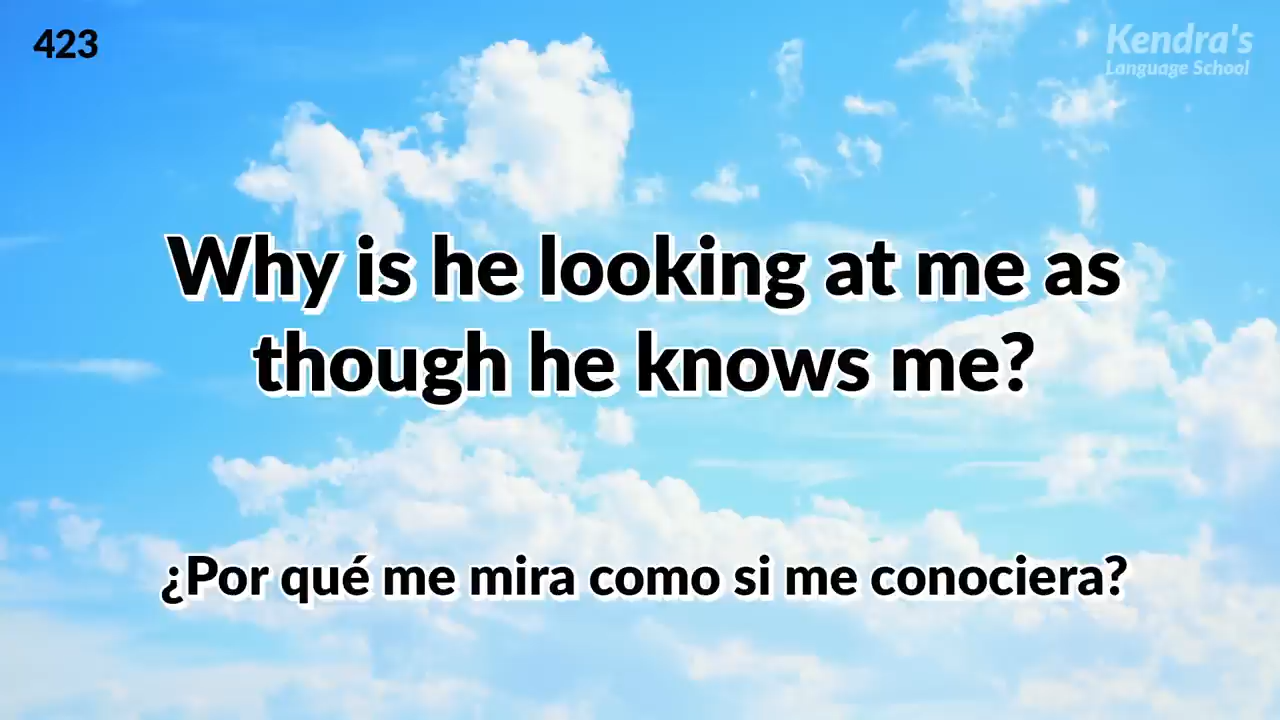 423
Kendra's
Language School
Why is he looking at me as
though he knows me?
¿Por qué me mira como si me conociera?